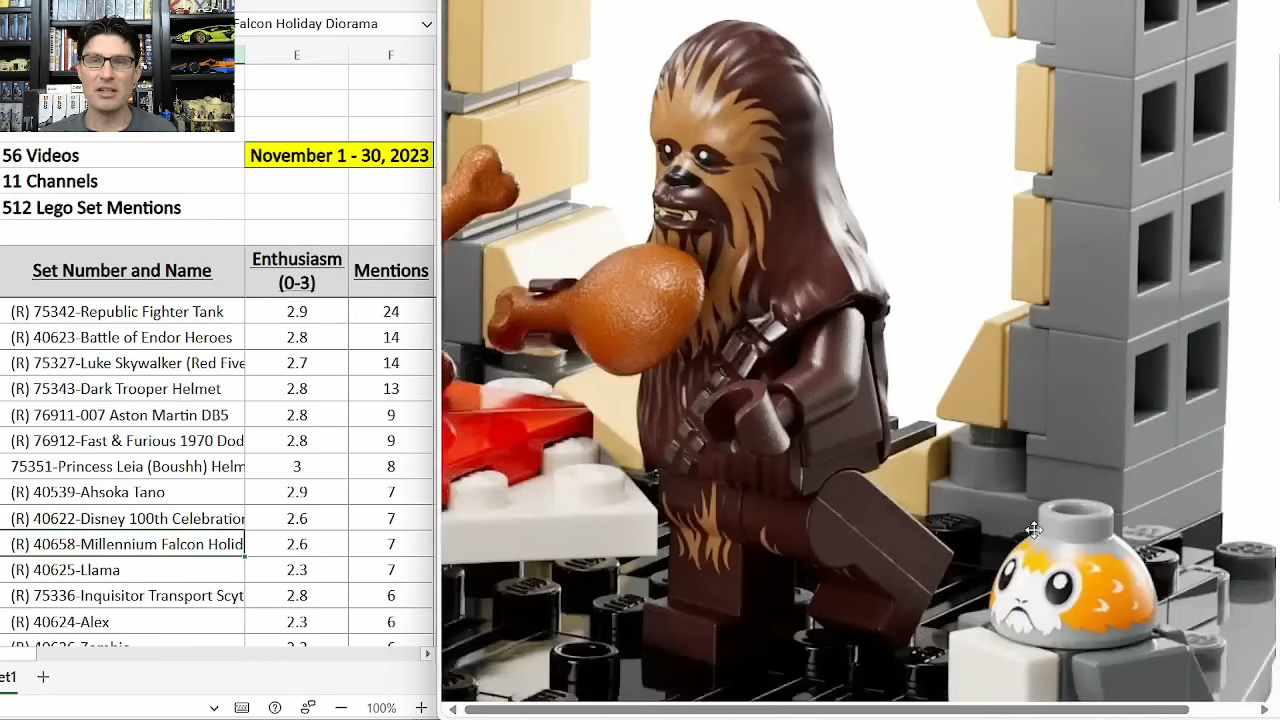 Falcon Holiday Diorama
E F
56 Videos November 1 - 30, 2023
11 Channels
512 Lego Set Mentions
Set Number and Name Enthusiasm (0-3) Mentions
(R) 75342-Republic Fighter Tank 2.9 24
(R) 40623-Battle of Endor Heroes 2.8 14
(R) 75327-Luke Skywalker (Red Five 2.7 14
(R) 75343-Dark Trooper Helmet 2.8 13
(R) 76911-007 Aston Martin DB5 2.8 9
(R) 76912-Fast & Furious 1970 Dod 2.8 9
75351-Princess Leia (Boushh) Helm 3 8
(R) 40539-Ahsoka Tano 2.9 7
(R) 40622-Disney 100th Celebration 2.6 7
(R) 40658-Millennium Falcon Holid 2.6 7
(R) 40625-Llama 2.3 7
(R) 75336-Inquisitor Transport Scyt 2.8 6
(R) 40624-Alex 2.3 6
et1
100%